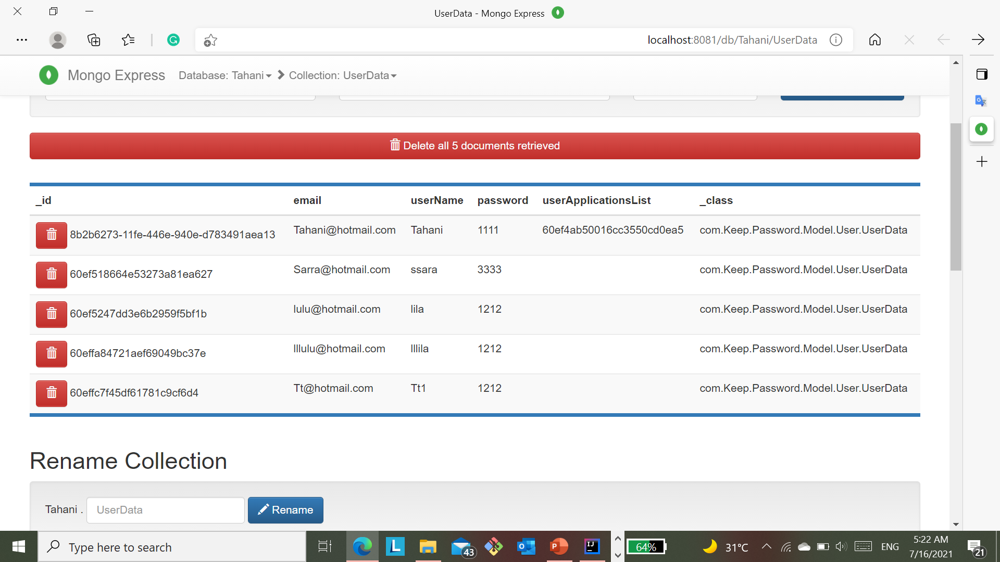 UserData - Mongo Express
localhost:8081/db/Tahani/UserData
Mongo Express Database: Tahani Collection: UserData
Delete all 5 documents retrieved
_id email userName password userApplicationsList _class
8b2b6273-11fe-446e-940e-d783491aea13 Tahani@hotmail.com Tahani 1111 60ef4ab50016cc3550cd0ea5 com.Keep.Password.Model.User.UserData
60ef518664e53273a81ea627 Sarra@hotmail.com ssara 3333 com.Keep.Password.Model.User.UserData
60ef5247dd3e6b2959f5bf1b lulu@hotmail.com lila 1212 com.Keep.Password.Model.User.UserData
60effa84721aef69049bc37e lllulu@hotmail.com lllila 1212 com.Keep.Password.Model.User.UserData
60effc7f45df61781c9cf6d4 Tt@hotmail.com Tt1 1212 com.Keep.Password.Model.User.UserData
Rename Collection
Tahani . UserData Rename
Type here to search
L
43
P
IJ
64%
31°C
ENG
5:22 AM
7/16/2021
21